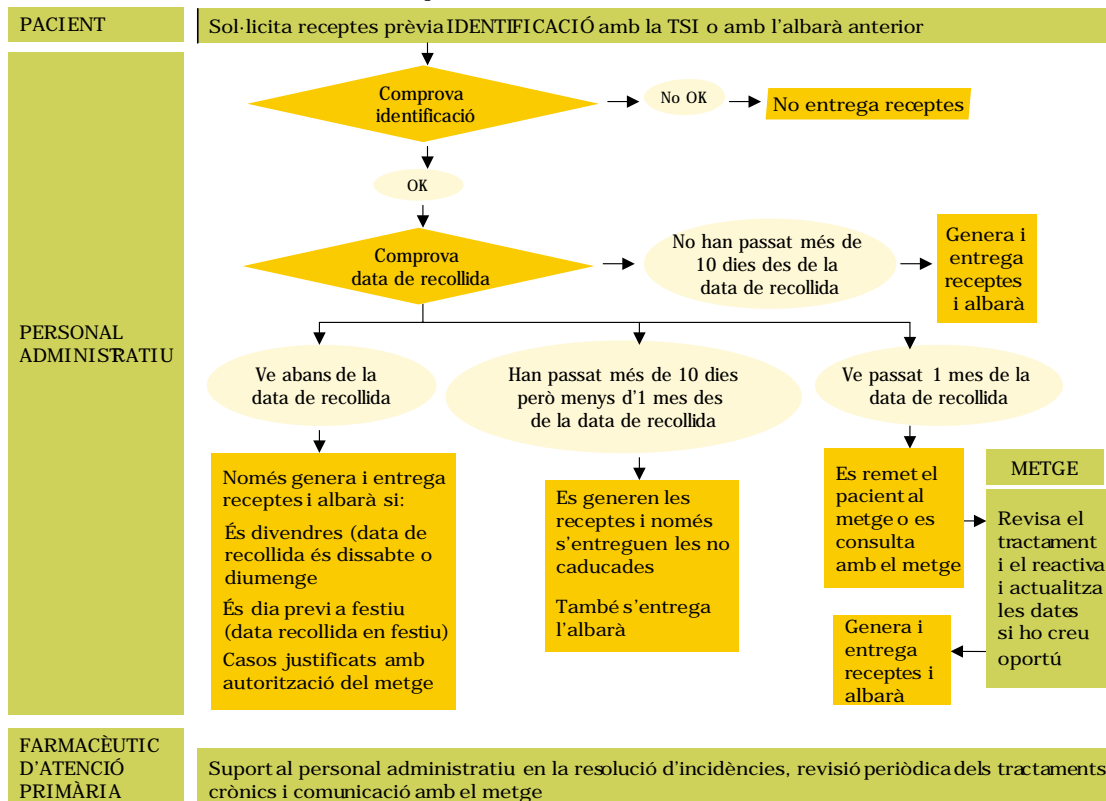 PACIENT
Sol·licita receptes prèvia IDENTIFICACIÓ amb la TSI o amb l'albarà anterior
Comprova
identificació
No OK
No entrega receptes
OK
Comprova
data de recollida
No han passat més de
10 dies des de la
data de recollida
Genera i
entrega
receptes
i albarà
PERSONAL
ADMINISTRATIU
Ve abans de la
data de recollida
Han passat més de 10 dies
però menys d'1 mes des
de la data de recollida
Ve passat 1 mes de la
data de recollida
Només genera i entrega
receptes i albarà si:
És divendres (data de
recollida és dissabte o
diumenge
És dia previ a festiu
(data recollida en festiu)
Casos justificats amb
autorització del metge
Es generen les
receptes i només
s'entreguen les no
caducades
També s'entrega
l'albarà
Es remet el
pacient al
metge o es
consulta
amb el metge
METGE
Revisa el
tractament
i el reactiva
i actualitza
les dates
si ho creu
oportú
Genera i
entrega
receptes i
albarà
FARMACÈUTIC
D'ATENCIÓ
PRIMÀRIA
Suport al personal administratiu en la resolució d'incidències, revisió periòdica dels tractaments
crònics i comunicació amb el metge